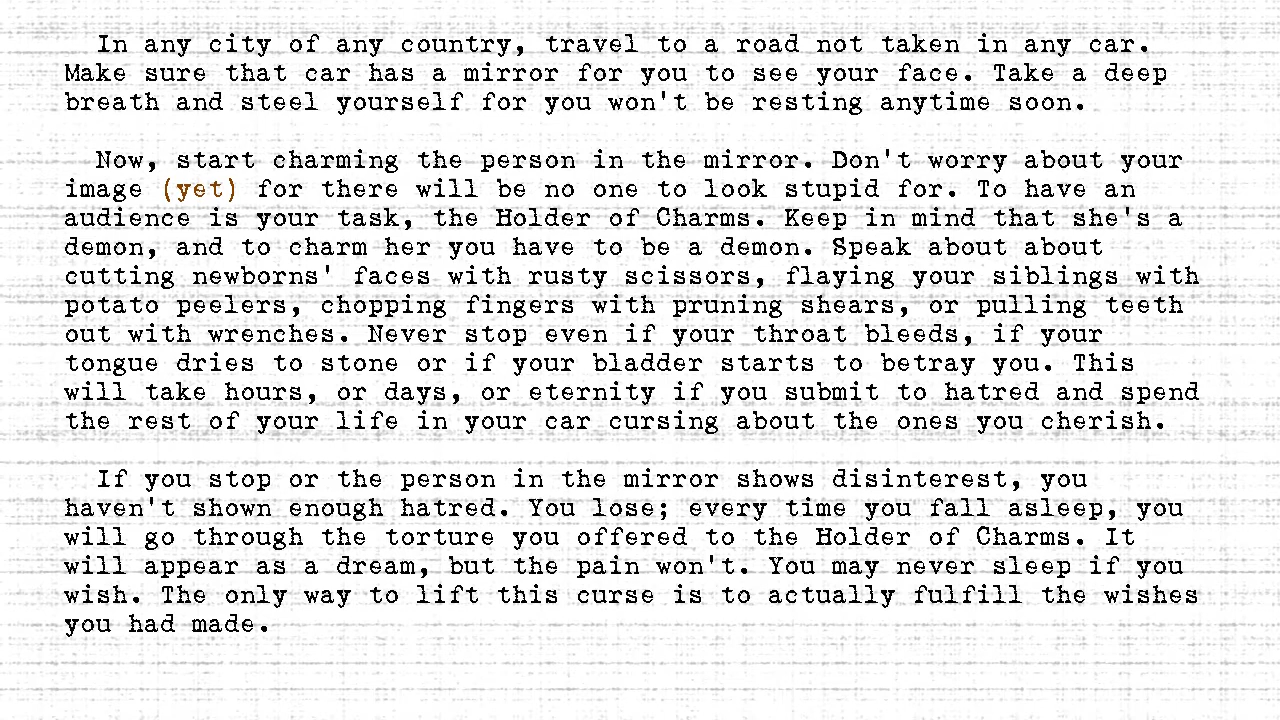 In any city of any country, travel to a road not taken in any car.
Make sure that car has a mirror for you to see your face. Take a deep
breath and steel yourself for you won't be resting anytime soon.
Now, start charming the person in the mirror. Don't worry about your
image (yet) for there will be no one to look stupid for. To have an
audience is your task, the Holder of Charms. Keep in mind that she's a
demon, and to charm her you have to be a demon. Speak about about
cutting newborns' faces with rusty scissors, flaying your siblings with
potato peelers, chopping fingers with pruning shears, or pulling teeth
out with wrenches. Never stop even if your throat bleeds, if your
tongue dries to stone or if your bladder starts to betray you. This
will take hours, or days, or eternity if you submit to hatred and spend
the rest of your life in your car cursing about the ones you cherish.
If you stop or the person in the mirror shows disinterest, you
haven't shown enough hatred. You lose; every time you fall asleep, you
will go through the torture you offered to the Holder of Charms. It
will appear as a dream, but the pain won't. You may never sleep if you
wish. The only way to lift this curse is to actually fulfill the wishes
you had made.